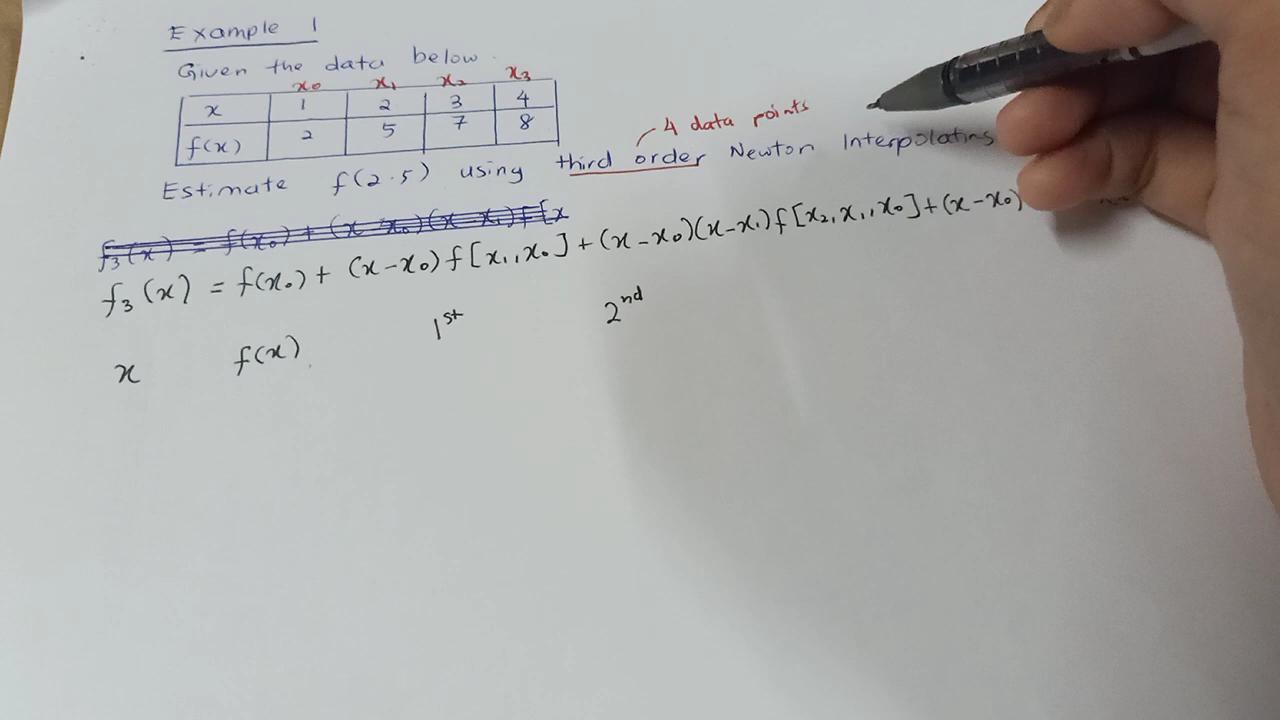 Example 1
Given the data below.
x₀ x₁ x₂ x₃
x 1 2 3 4
f(x) 2 5 7 8
4 data points
Estimate f(2.5) using third order Newton Interpolating
f₃(x) = f(x₀) + (x-x₀)(x-x₁)f[x
f₃(x) = f(x₀) + (x-x₀) f[x₁,x₀] + (x-x₀)(x-x₁)f[x₂,x₁,x₀] + (x-x₀)
x f(x) 1st 2nd